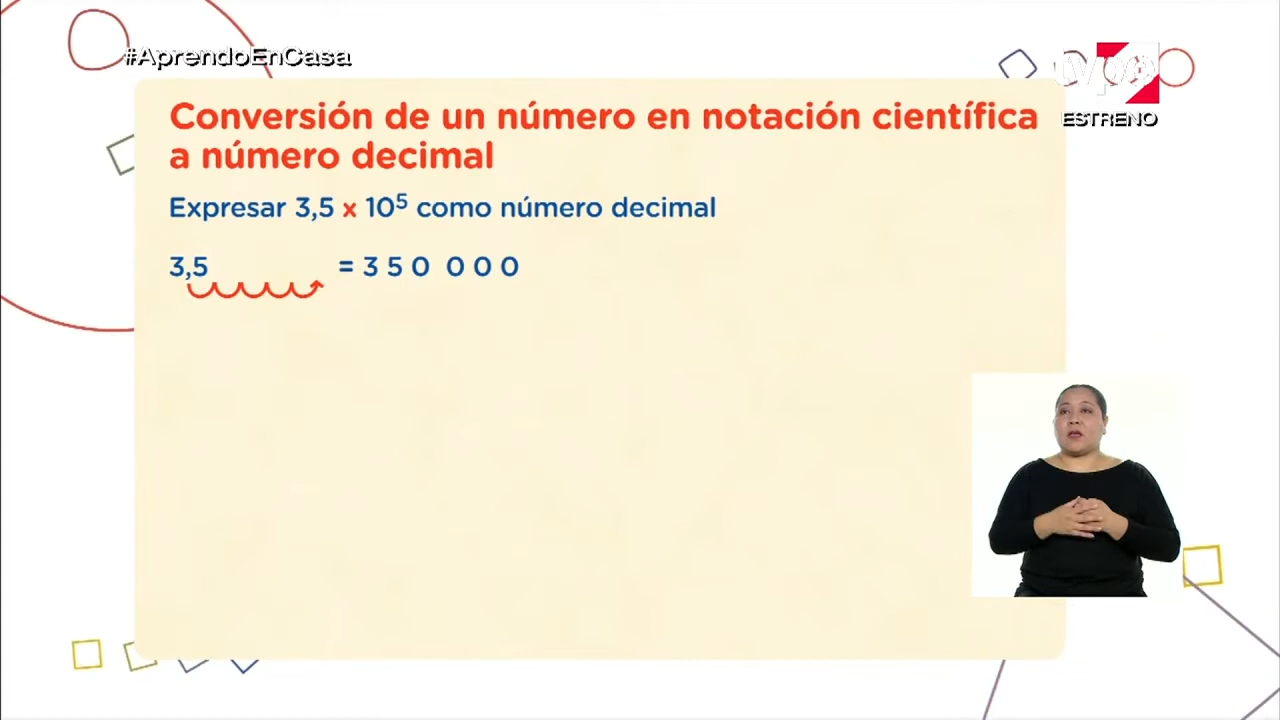 #AprendoEnCasa
tvpe
ESTRENO
Conversión de un número en notación científica
a número decimal
Expresar 3,5 x 10⁵ como número decimal
3,5 = 3 5 0 0 0 0